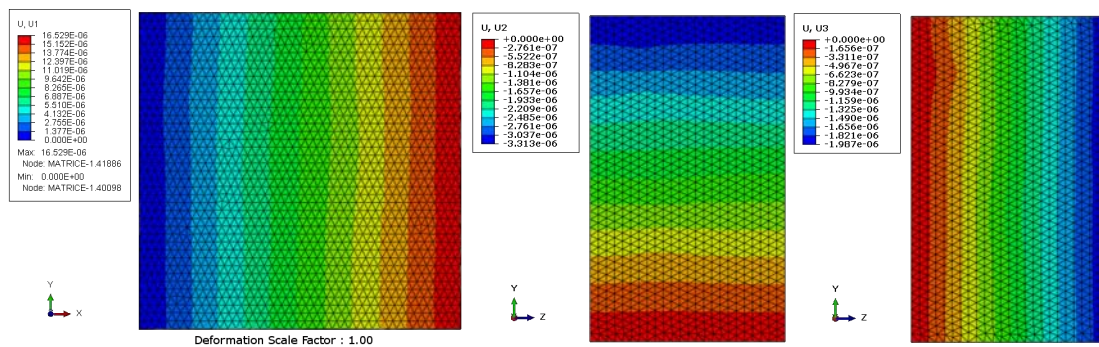 U, U1
16.529E-06
15.152E-06
13.774E-06
12.397E-06
11.019E-06
9.642E-06
8.265E-06
6.887E-06
5.510E-06
4.132E-06
2.755E-06
1.377E-06
0.000E+00
Max: 16.529E-06
Node: MATRICE-1.41886
Min: 0.000E+00
Node: MATRICE-1.40098
Y
X
Deformation Scale Factor : 1.00
U, U2
+0.000e+00
-2.761e-07
-5.522e-07
-8.283e-07
-1.104e-06
-1.381e-06
-1.657e-06
-1.933e-06
-2.209e-06
-2.485e-06
-2.761e-06
-3.037e-06
-3.313e-06
Y
Z
U, U3
+0.000e+00
-1.656e-07
-3.311e-07
-4.967e-07
-6.623e-07
-8.279e-07
-9.934e-07
-1.159e-06
-1.325e-06
-1.490e-06
-1.656e-06
-1.821e-06
-1.987e-06
Y
Z